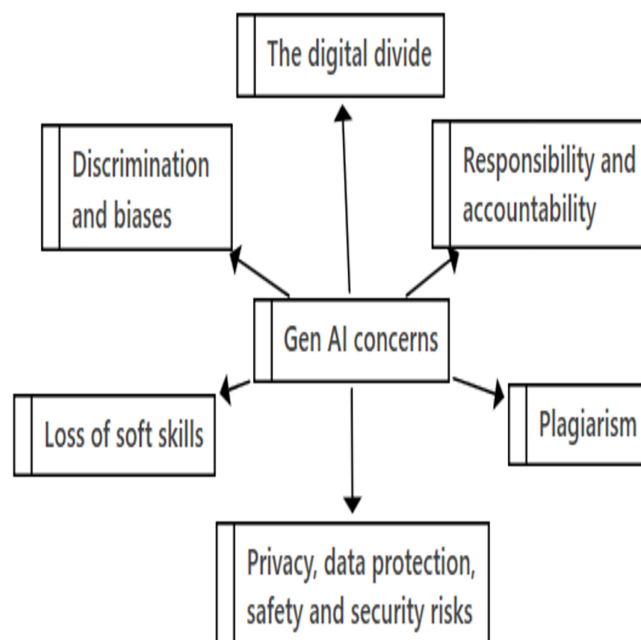 The digital divide
Discrimination
and biases
Responsibility and
accountability
Gen AI concerns
Loss of soft skills
Plagiarism
Privacy, data protection,
safety and security risks